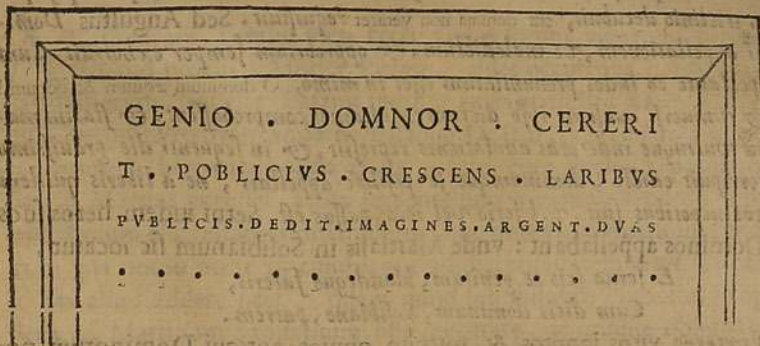 GENIO . DOMNOR . CERERI
T . POBLICIVS . CRESCENS . LARIBVS
PVBLICIS . DEDIT . IMAGINES . ARGENT . DVAS
. . . . . . . . . . . . . . .